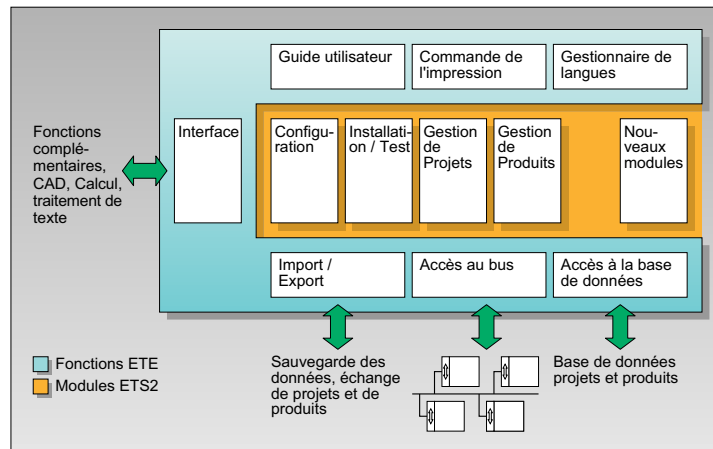 Guide utilisateur
Commande de
l'impression
Gestionnaire de
langues
Fonctions
complé-
mentaires,
CAD, Calcul,
traitement de
texte
Interface
Configu-
ration
Installati-
on / Test
Gestion
de
Projets
Gestion
de
Produits
Nou-
veaux
modules
Import /
Export
Accès au bus
Accès à la base
de données
Fonctions ETE
Modules ETS2
Sauvegarde des
données, échange
de projets et de
produits
Base de données
projets et produits